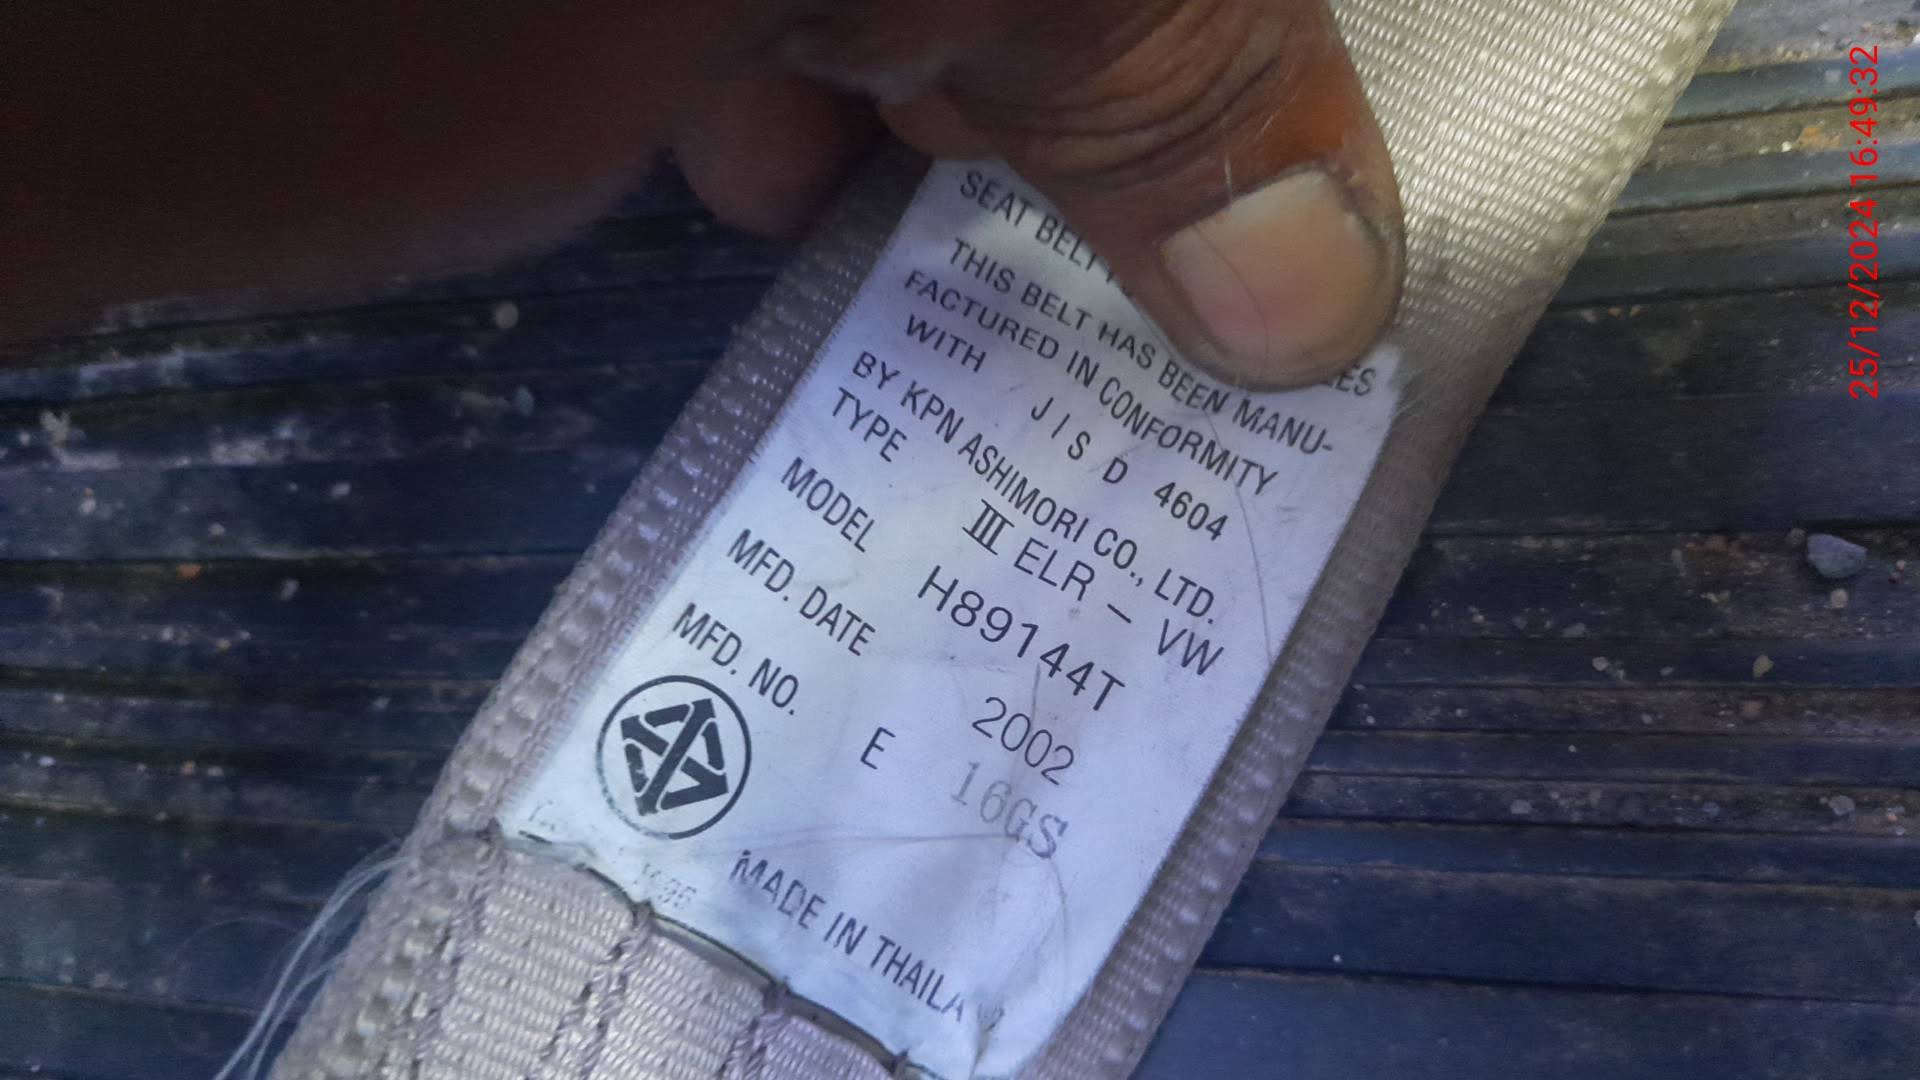 SEAT BELT
THIS BELT HAS BEEN MANU-
FACTURED IN CONFORMITY
WITH J I S D 4604
BY KPN ASHIMORI CO., LTD.
TYPE III ELR - VW
MODEL H89144T
MFD. DATE 2002
MFD. NO. E 16GS
MADE IN THAILA
25/12/2024 16:49:32